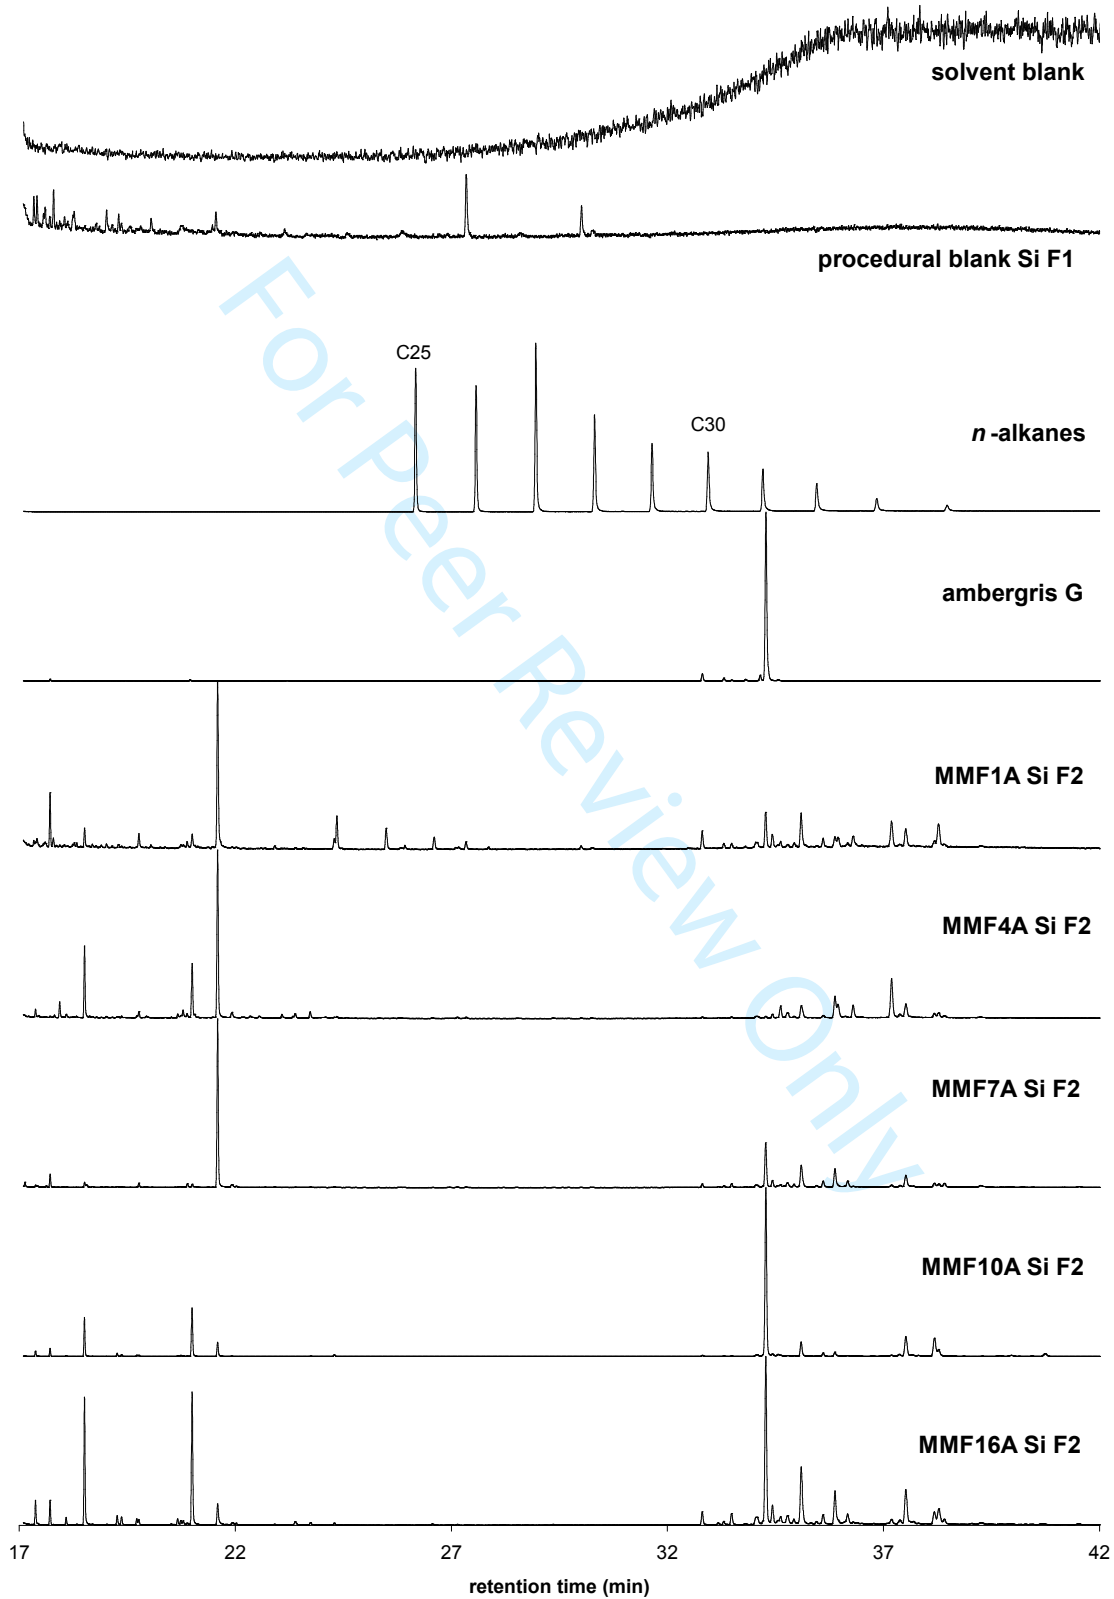 solvent blank
procedural blank Si F1
C25
C30
n-alkanes
ambergris G
MMF1A Si F2
MMF4A Si F2
MMF7A Si F2
MMF10A Si F2
MMF16A Si F2
17 22 27 32 37 42
retention time (min)
For Peer Review Only